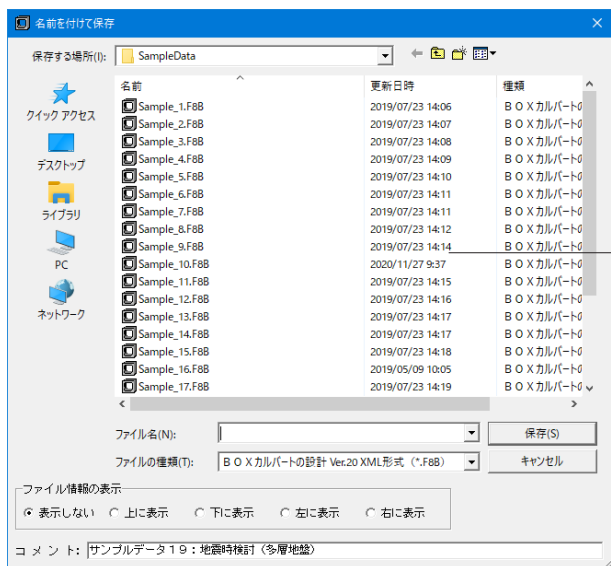 名前を付けて保存
保存する場所(I): SampleData
名前 更新日時 種類
Sample_1.F8B 2019/07/23 14:06 ＢＯＸカルバートの
Sample_2.F8B 2019/07/23 14:07 ＢＯＸカルバートの
Sample_3.F8B 2019/07/23 14:08 ＢＯＸカルバートの
Sample_4.F8B 2019/07/23 14:09 ＢＯＸカルバートの
Sample_5.F8B 2019/07/23 14:10 ＢＯＸカルバートの
Sample_6.F8B 2019/07/23 14:11 ＢＯＸカルバートの
Sample_7.F8B 2019/07/23 14:11 ＢＯＸカルバートの
Sample_8.F8B 2019/07/23 14:12 ＢＯＸカルバートの
Sample_9.F8B 2019/07/23 14:14 ＢＯＸカルバートの
Sample_10.F8B 2020/11/27 9:37 ＢＯＸカルバートの
Sample_11.F8B 2019/07/23 14:15 ＢＯＸカルバートの
Sample_12.F8B 2019/07/23 14:16 ＢＯＸカルバートの
Sample_13.F8B 2019/07/23 14:17 ＢＯＸカルバートの
Sample_14.F8B 2019/07/23 14:17 ＢＯＸカルバートの
Sample_15.F8B 2019/07/23 14:18 ＢＯＸカルバートの
Sample_16.F8B 2019/05/09 10:05 ＢＯＸカルバートの
Sample_17.F8B 2019/07/23 14:19 ＢＯＸカルバートの
クイック アクセス
デスクトップ
ライブラリ
PC
ネットワーク
ファイル名(N): 保存(S)
ファイルの種類(T): ＢＯＸカルバートの設計 Ver.20 XML形式 (*.F8B) キャンセル
ファイル情報の表示
表示しない 上に表示 下に表示 左に表示 右に表示
コメント: サンプルデータ１９：地震時検討（多層地盤）